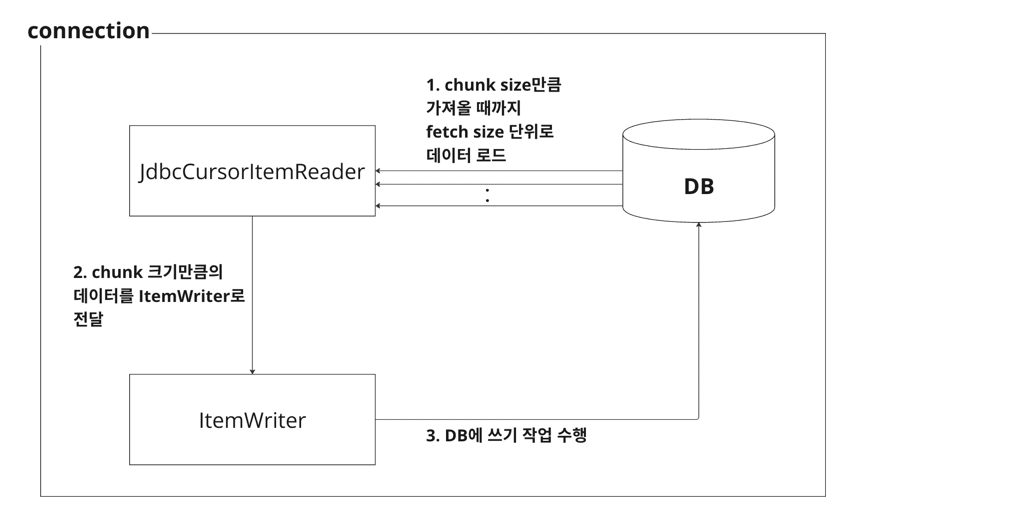 connection
1. chunk size만큼
가져올 때까지
fetch size 단위로
데이터 로드
JdbcCursorItemReader
:
DB
2. chunk 크기만큼의
데이터를 ItemWriter로
전달
ItemWriter
3. DB에 쓰기 작업 수행